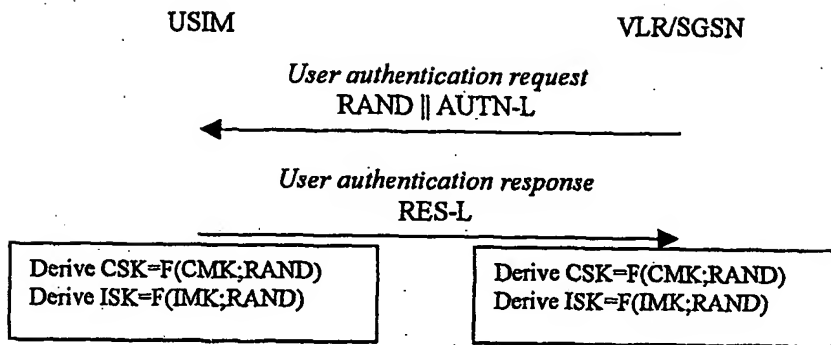 USIM VLR/SGSN
User authentication request
RAND || AUTN-L
User authentication response
RES-L
Derive CSK=F(CMK;RAND)
Derive ISK=F(IMK;RAND)
Derive CSK=F(CMK;RAND)
Derive ISK=F(IMK;RAND)